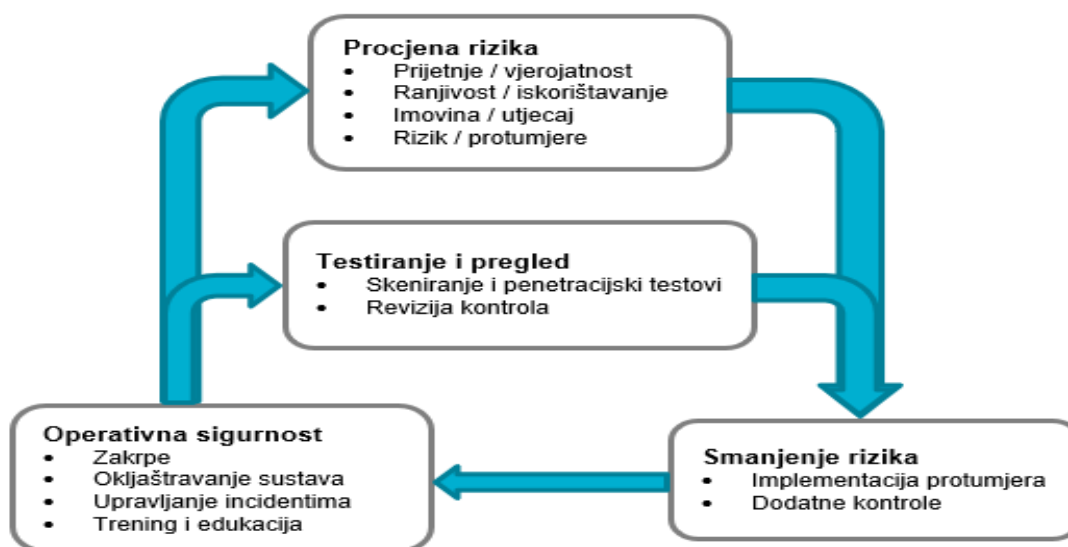 Procjena rizika
• Prijetnje / vjerojatnost
• Ranjivost / iskorištavanje
• Imovina / utjecaj
• Rizik / protumjere
Testiranje i pregled
• Skeniranje i penetracijski testovi
• Revizija kontrola
Operativna sigurnost
• Zakrpe
• Okljaštravanje sustava
• Upravljanje incidentima
• Trening i edukacija
Smanjenje rizika
• Implementacija protumjera
• Dodatne kontrole